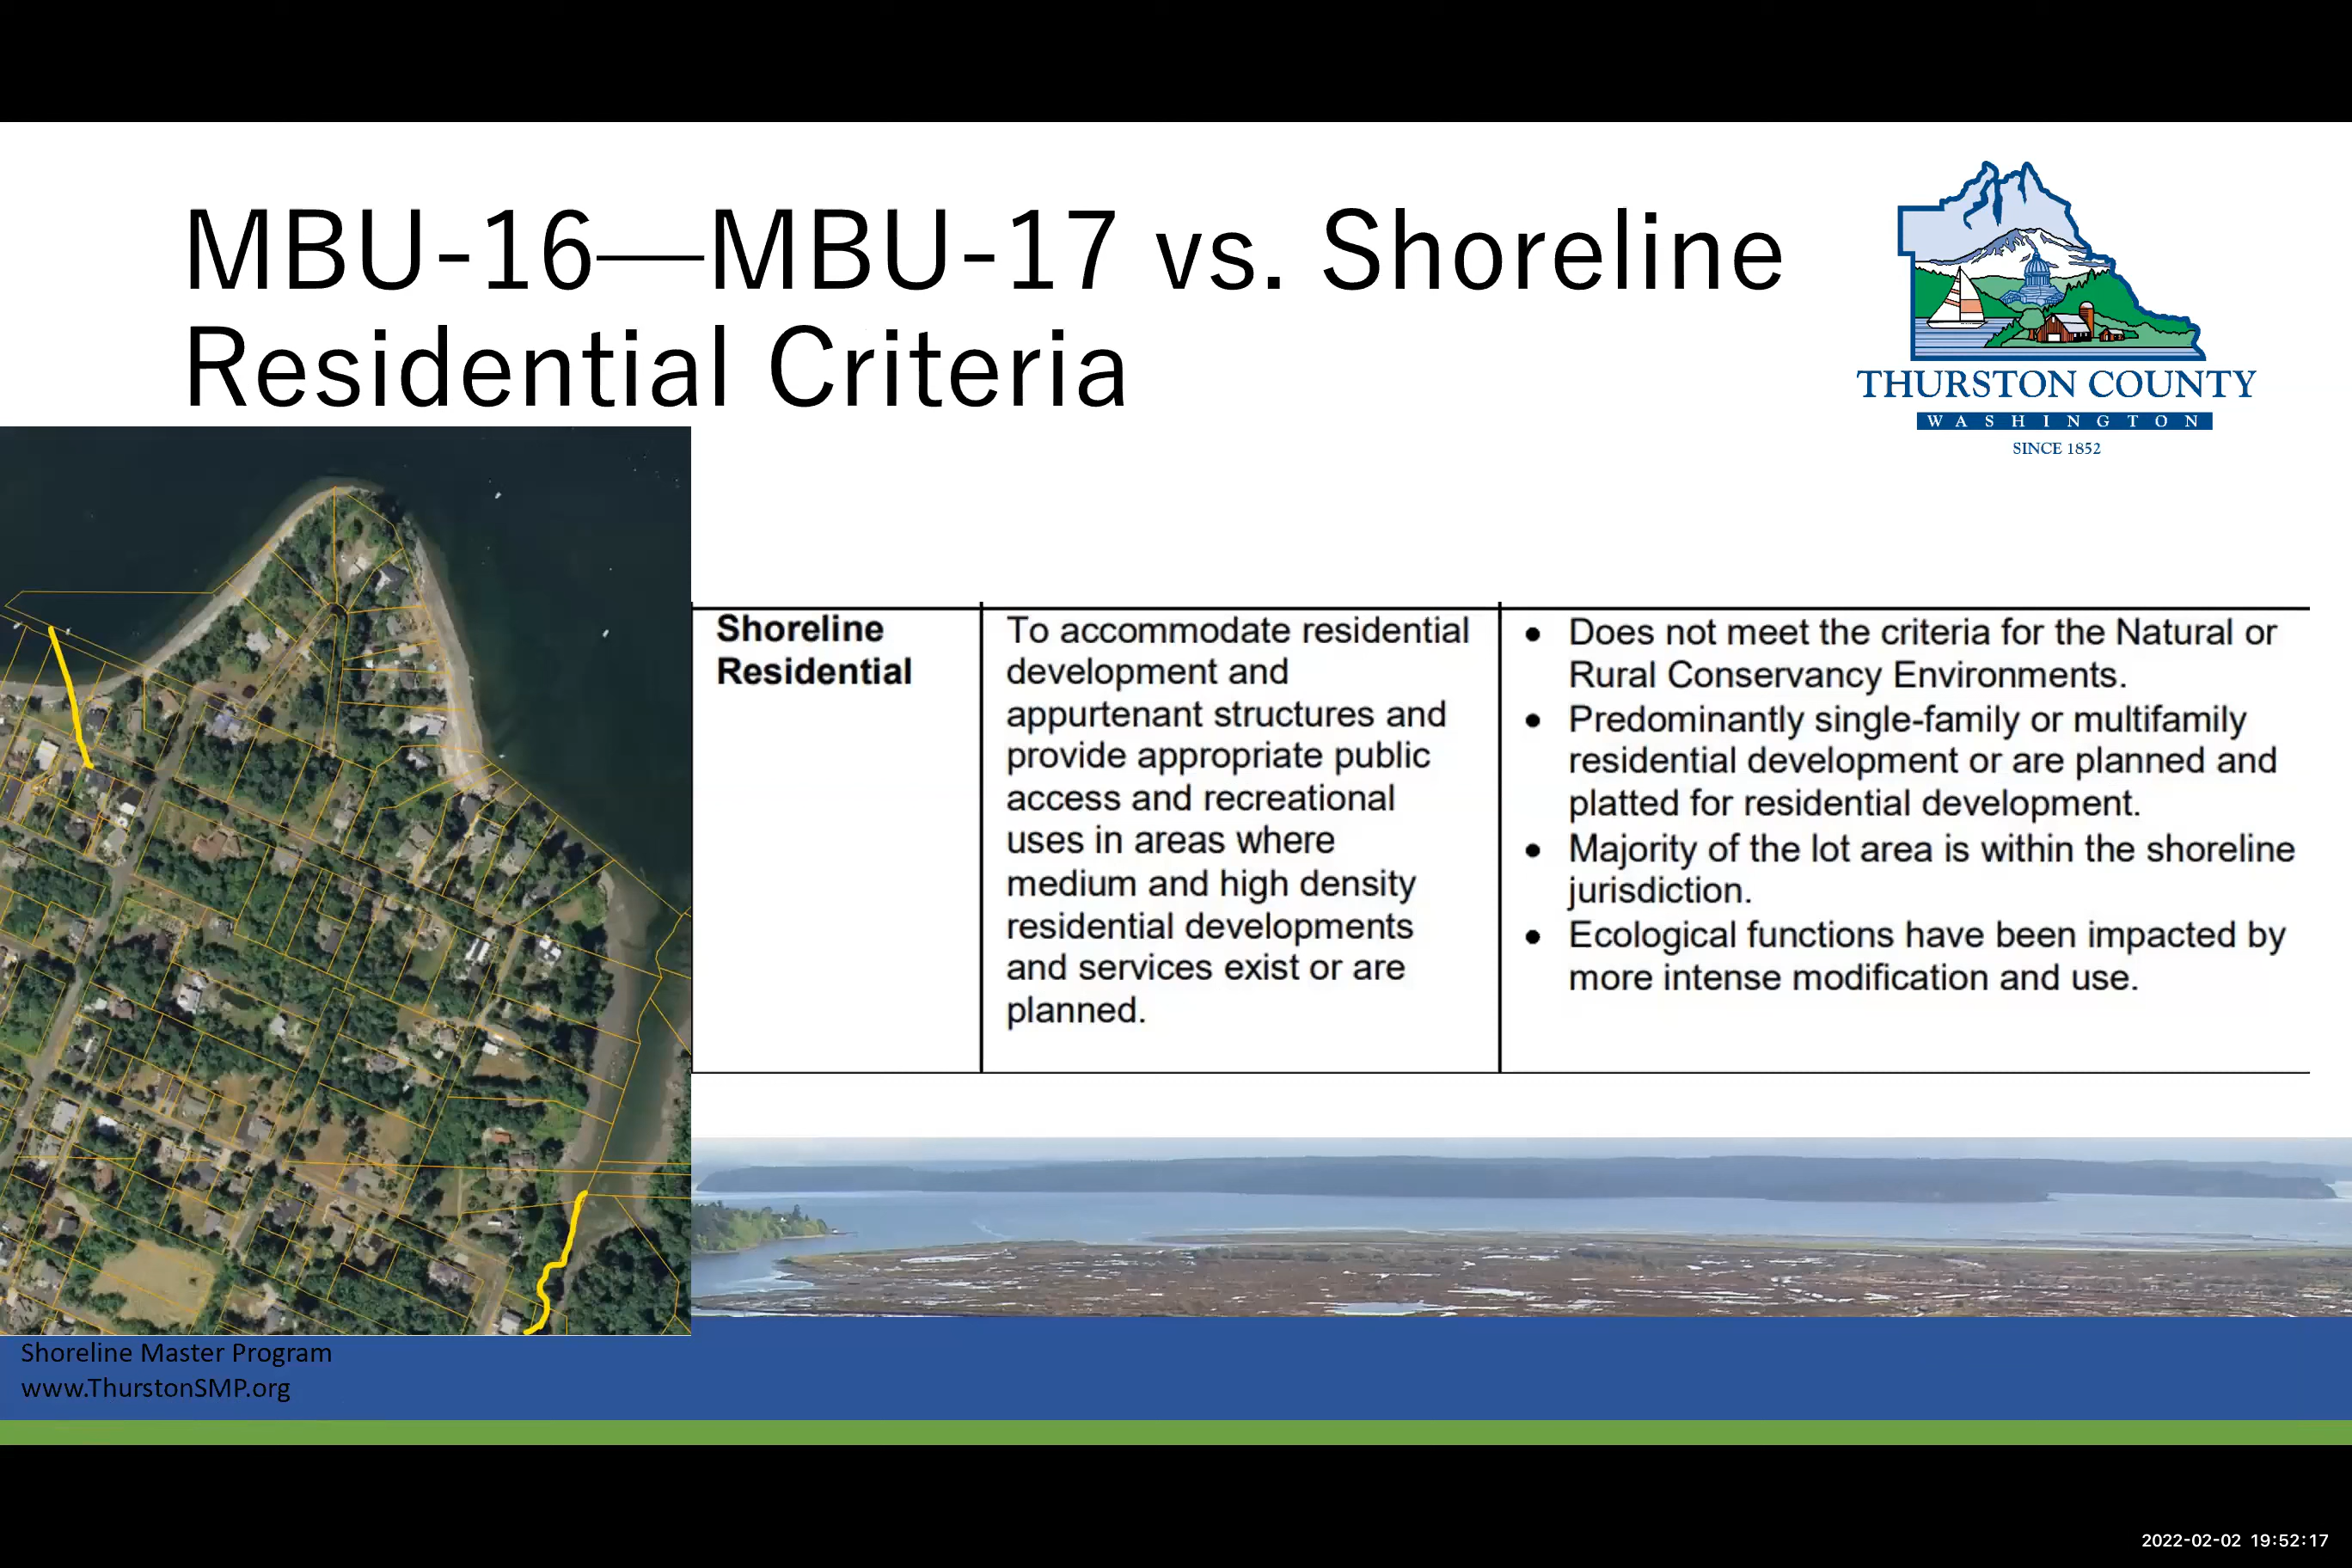 MBU-16—MBU-17 vs. Shoreline
Residential Criteria
THURSTON COUNTY
WASHINGTON
SINCE 1852
Shoreline
Residential
To accommodate residential
development and
appurtenant structures and
provide appropriate public
access and recreational
uses in areas where
medium and high density
residential developments
and services exist or are
planned.
• Does not meet the criteria for the Natural or
Rural Conservancy Environments.
• Predominantly single-family or multifamily
residential development or are planned and
platted for residential development.
• Majority of the lot area is within the shoreline
jurisdiction.
• Ecological functions have been impacted by
more intense modification and use.
Shoreline Master Program
www.ThurstonSMP.org
2022-02-02 19:52:17